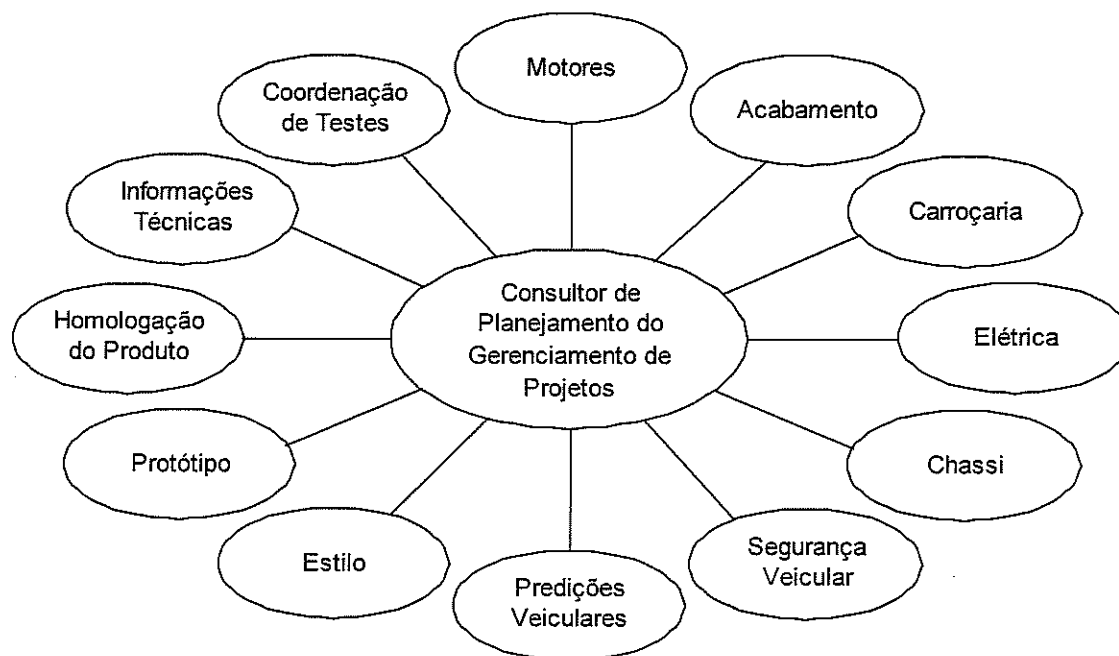 Motores
Coordenação
de Testes
Acabamento
Informações
Técnicas
Carroçaria
Consultor de
Planejamento do
Gerenciamento de
Projetos
Homologação
do Produto
Elétrica
Protótipo
Chassi
Estilo
Segurança
Veicular
Predições
Veiculares